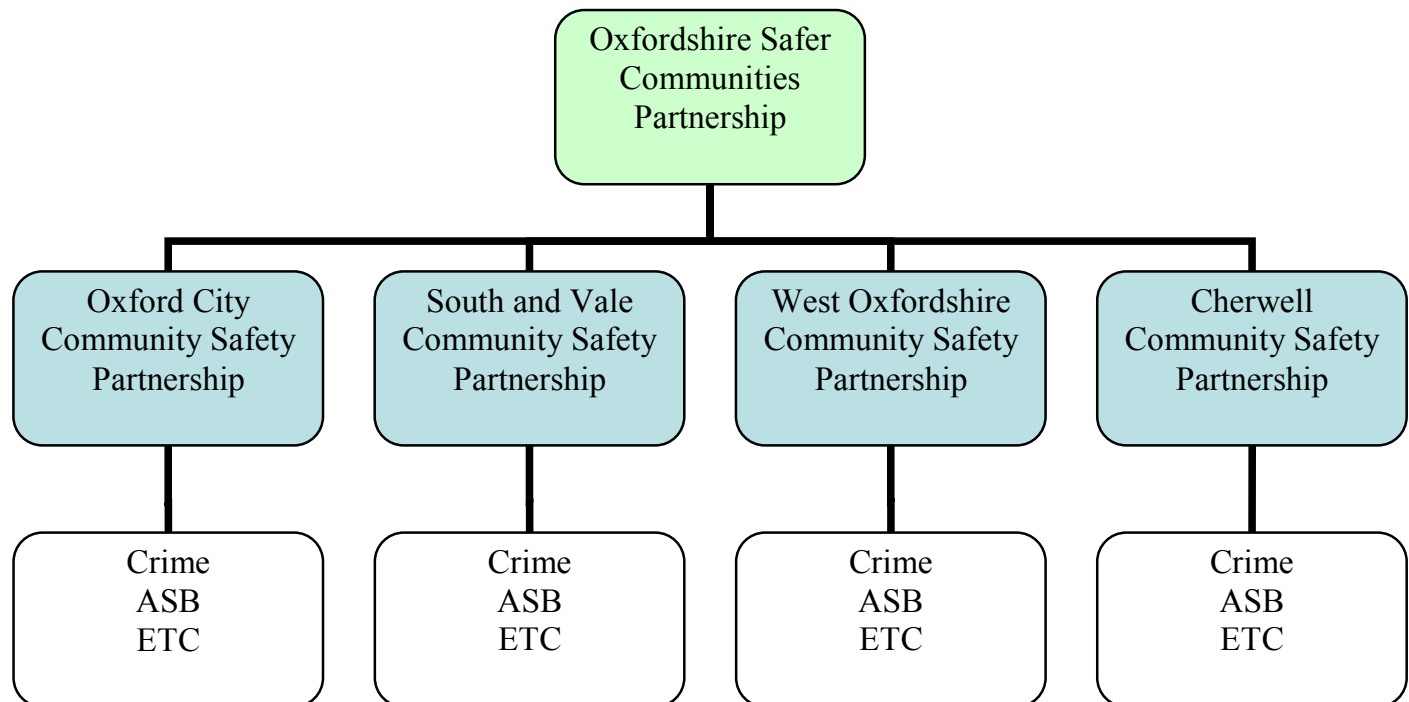 Oxfordshire Safer
Communities
Partnership
Oxford City
Community Safety
Partnership
South and Vale
Community Safety
Partnership
West Oxfordshire
Community Safety
Partnership
Cherwell
Community Safety
Partnership
Crime
ASB
ETC
Crime
ASB
ETC
Crime
ASB
ETC
Crime
ASB
ETC